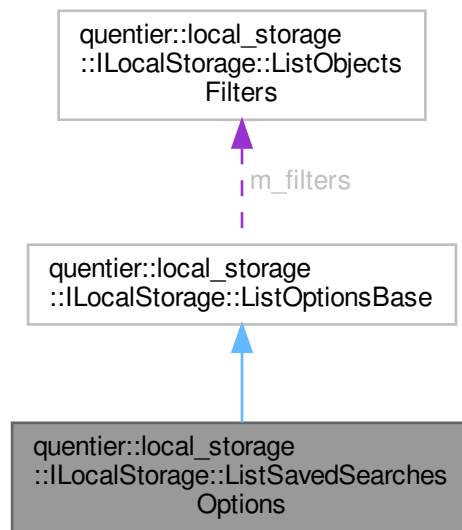 quentier::local_storage
::ILocalStorage::ListObjects
Filters
m_filters
quentier::local_storage
::ILocalStorage::ListOptionsBase
quentier::local_storage
::ILocalStorage::ListSavedSearches
Options